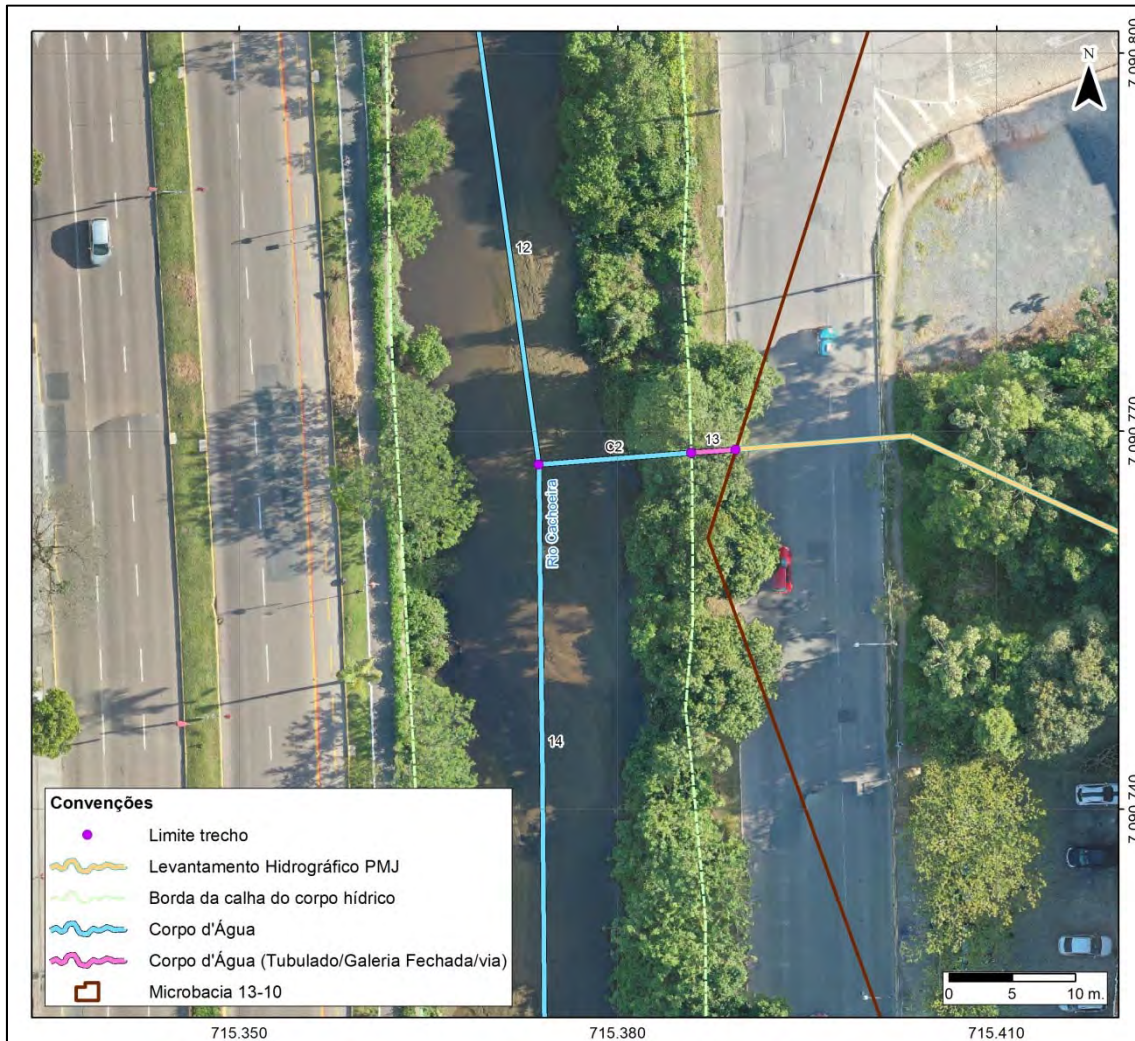 N
7.090.800
12
C2
13
7.090.770
Rio Cachoeira
14
7.090.740
Convenções
Limite trecho
Levantamento Hidrográfico PMJ
Borda da calha do corpo hídrico
Corpo d'Água
Corpo d'Água (Tubulado/Galeria Fechada/via)
Microbacia 13-10
0 5 10 m.
715.350 715.380 715.410